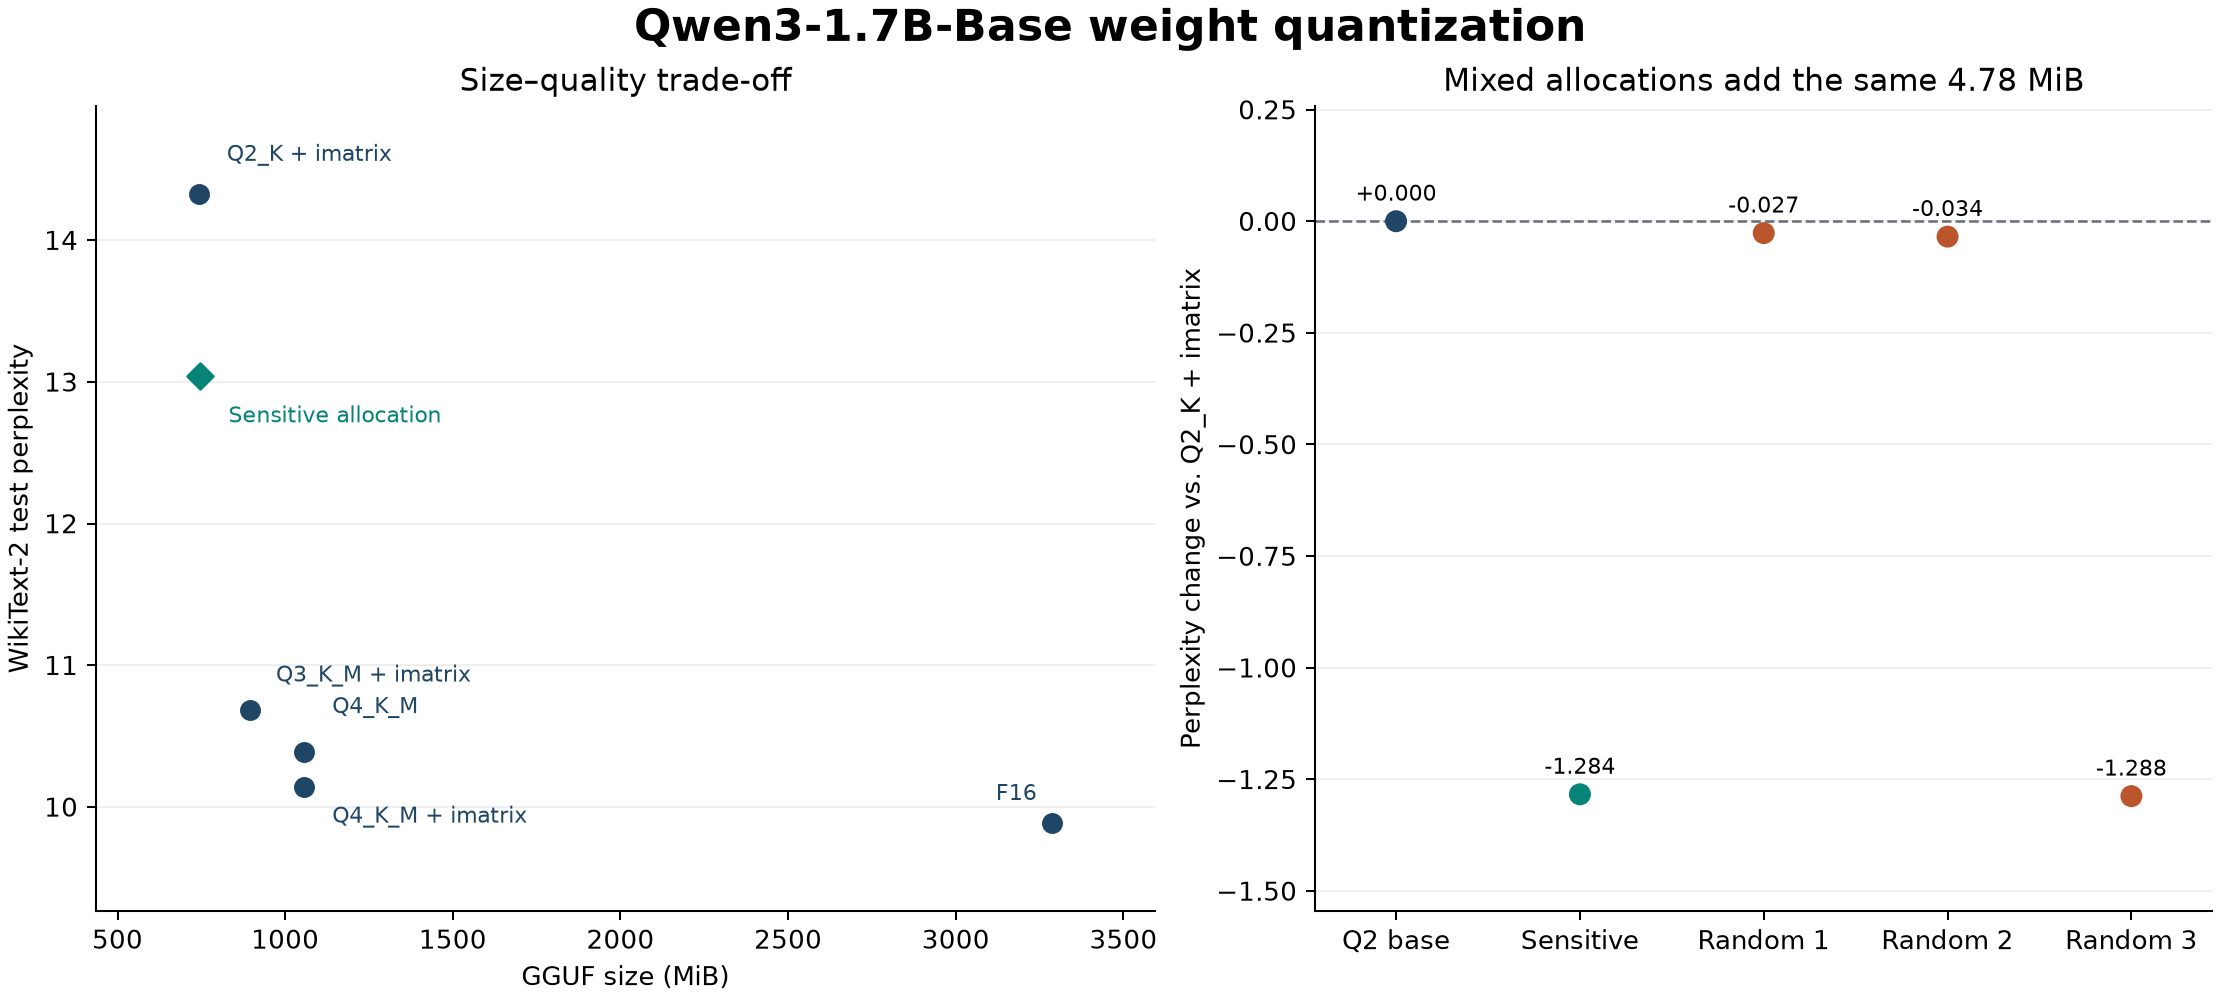 Qwen3-1.7B-Base weight quantization
Size–quality trade-off
WikiText-2 test perplexity
14
13
12
11
10
Q2_K + imatrix
Sensitive allocation
Q3_K_M + imatrix
Q4_K_M
Q4_K_M + imatrix
F16
500 1000 1500 2000 2500 3000 3500
GGUF size (MiB)
Mixed allocations add the same 4.78 MiB
Perplexity change vs. Q2_K + imatrix
0.25
0.00
−0.25
−0.50
−0.75
−1.00
−1.25
−1.50
+0.000
-1.284
-0.027
-0.034
-1.288
Q2 base Sensitive Random 1 Random 2 Random 3